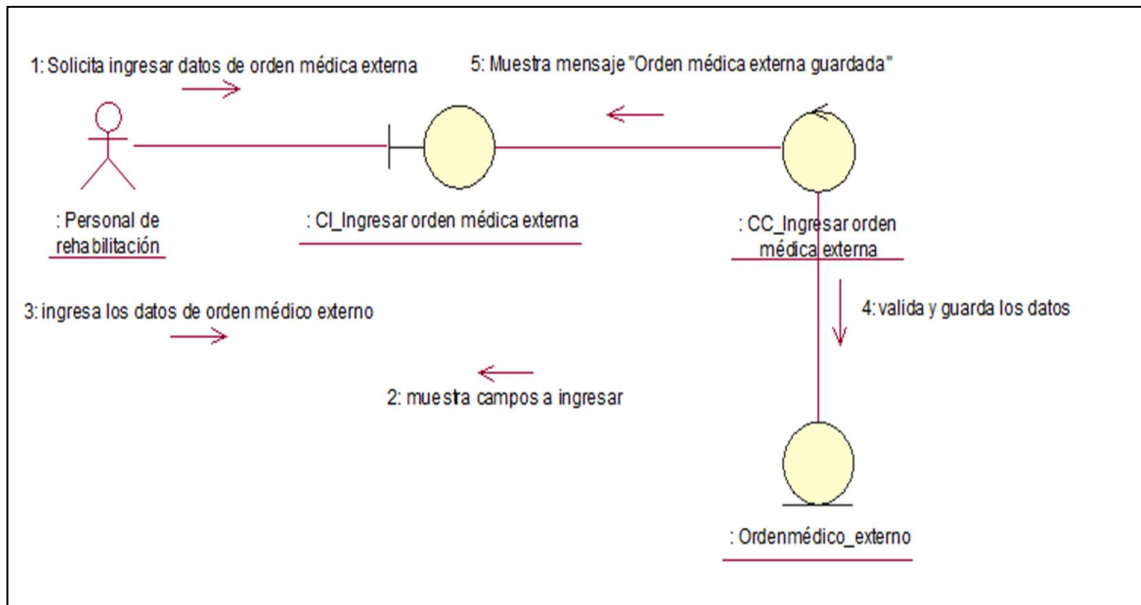 1: Solicita ingresar datos de orden médica externa
5: Muestra mensaje "Orden médica externa guardada"
: Personal de
rehabilitación
: CI_Ingresar orden médica externa
: CC_Ingresar orden
médica externa
3: ingresa los datos de orden médico externo
4: valida y guarda los datos
2: muestra campos a ingresar
: Ordenmédico_externo